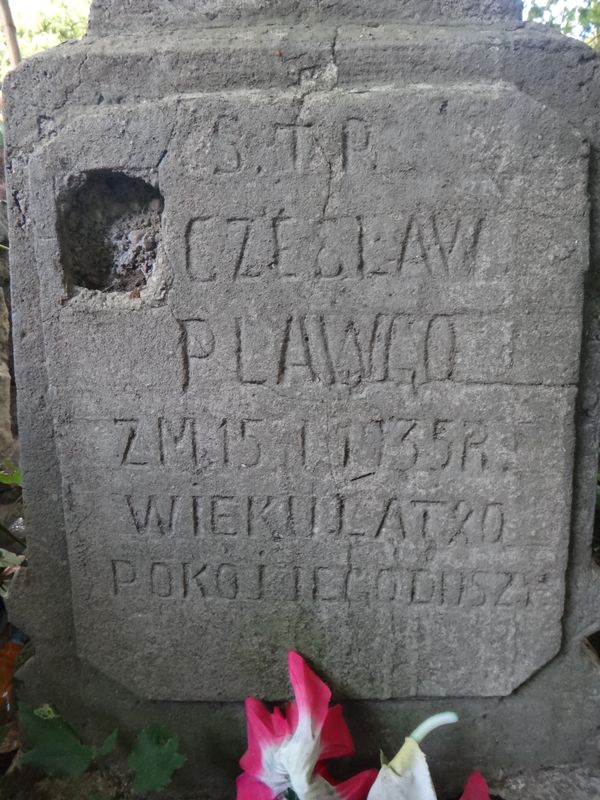 Ś. T. P.
CZESŁAW
PLAWGO
ZM. 15. I. 1935 R.
WIEKU LAT 20
POKÓJ JEGO DUSZY